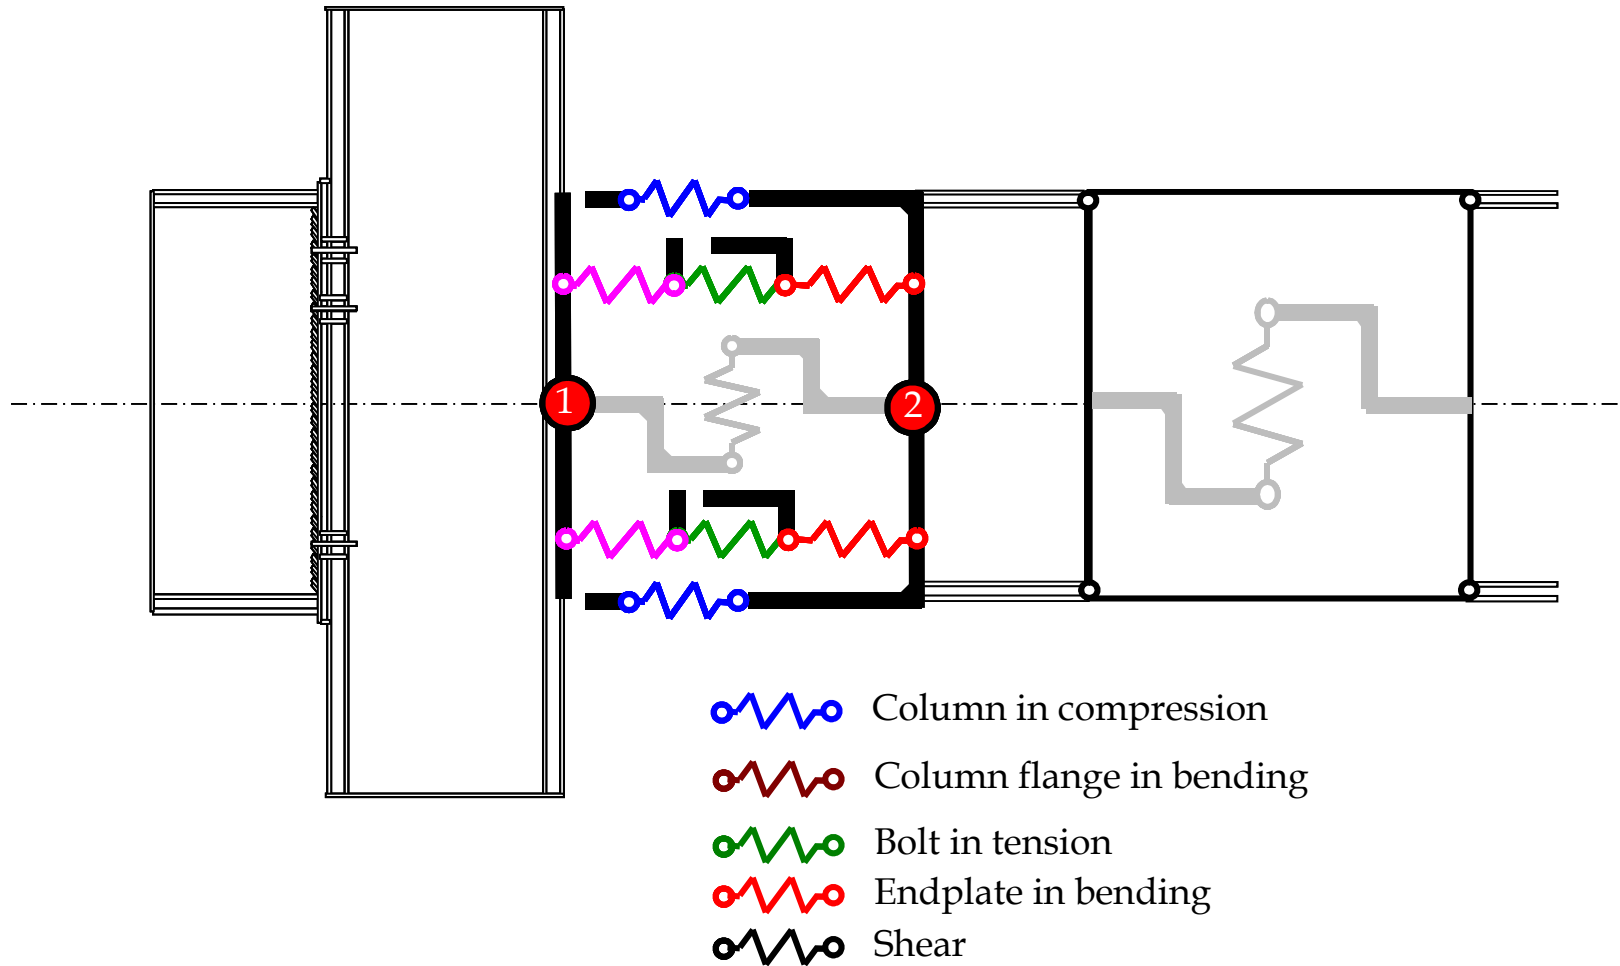 1
2
Column in compression
Column flange in bending
Bolt in tension
Endplate in bending
Shear